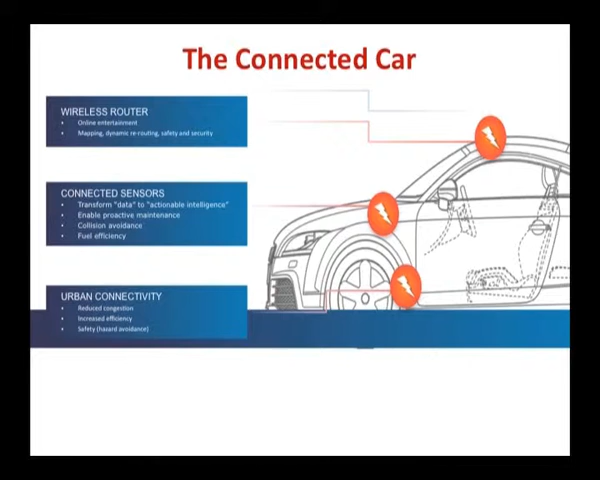 The Connected Car
WIRELESS ROUTER
• Online entertainment
• Mapping, dynamic re-routing, safety and security
CONNECTED SENSORS
• Transform "data" to "actionable intelligence"
• Enable proactive maintenance
• Collision avoidance
• Fuel efficiency
URBAN CONNECTIVITY
• Reduced congestion
• Increased efficiency
• Safety (hazard avoidance)